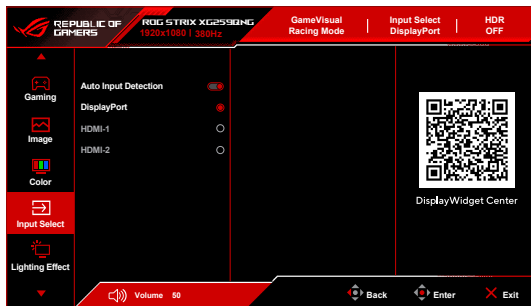 REPUBLIC OF
GAMERS
ROG STRIX XG259QNG
1920x1080 | 380Hz
GameVisual
Racing Mode
Input Select
DisplayPort
HDR
OFF
Gaming
Image
Color
Input Select
Lighting Effect
Auto Input Detection
DisplayPort
HDMI-1
HDMI-2
DisplayWidget Center
Volume 50
Back
Enter
Exit